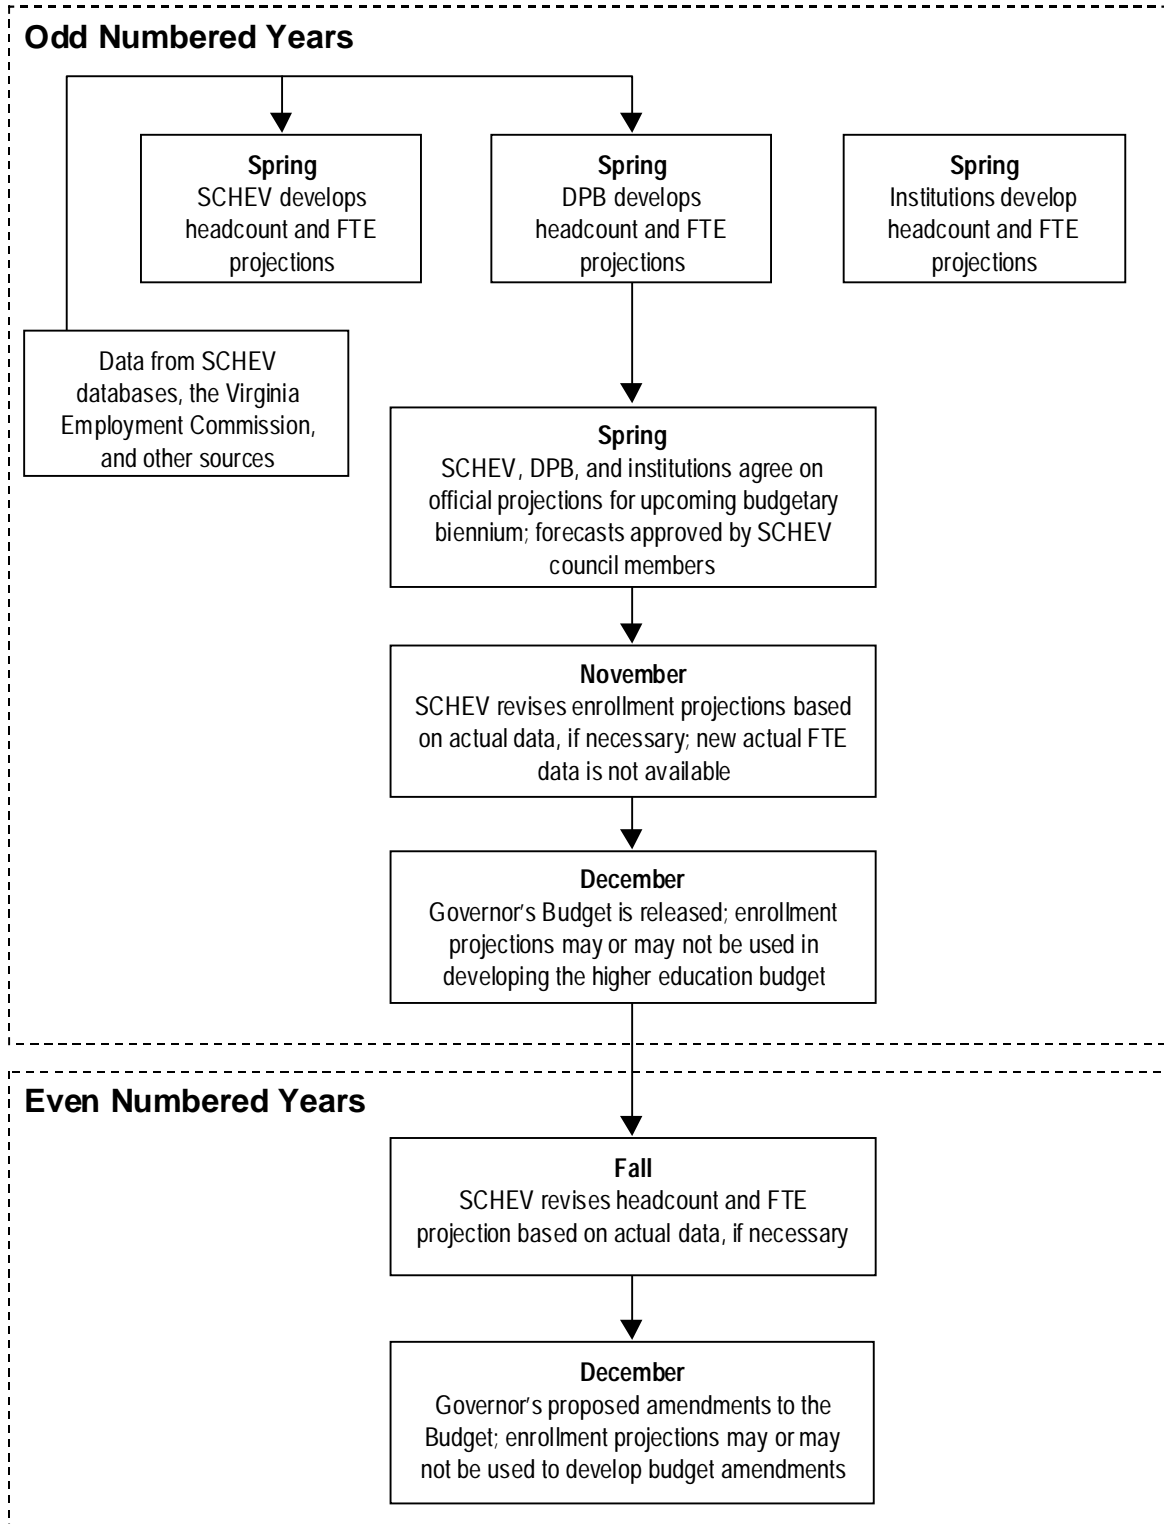 Odd Numbered Years
Spring
SCHEV develops
headcount and FTE
projections
Spring
DPB develops
headcount and FTE
projections
Spring
Institutions develop
headcount and FTE
projections
Data from SCHEV
databases, the Virginia
Employment Commission,
and other sources
Spring
SCHEV, DPB, and institutions agree on
official projections for upcoming budgetary
biennium; forecasts approved by SCHEV
council members
November
SCHEV revises enrollment projections based
on actual data, if necessary; new actual FTE
data is not available
December
Governor's Budget is released; enrollment
projections may or may not be used in
developing the higher education budget
Even Numbered Years
Fall
SCHEV revises headcount and FTE
projection based on actual data, if necessary
December
Governor's proposed amendments to the
Budget; enrollment projections may or may
not be used to develop budget amendments